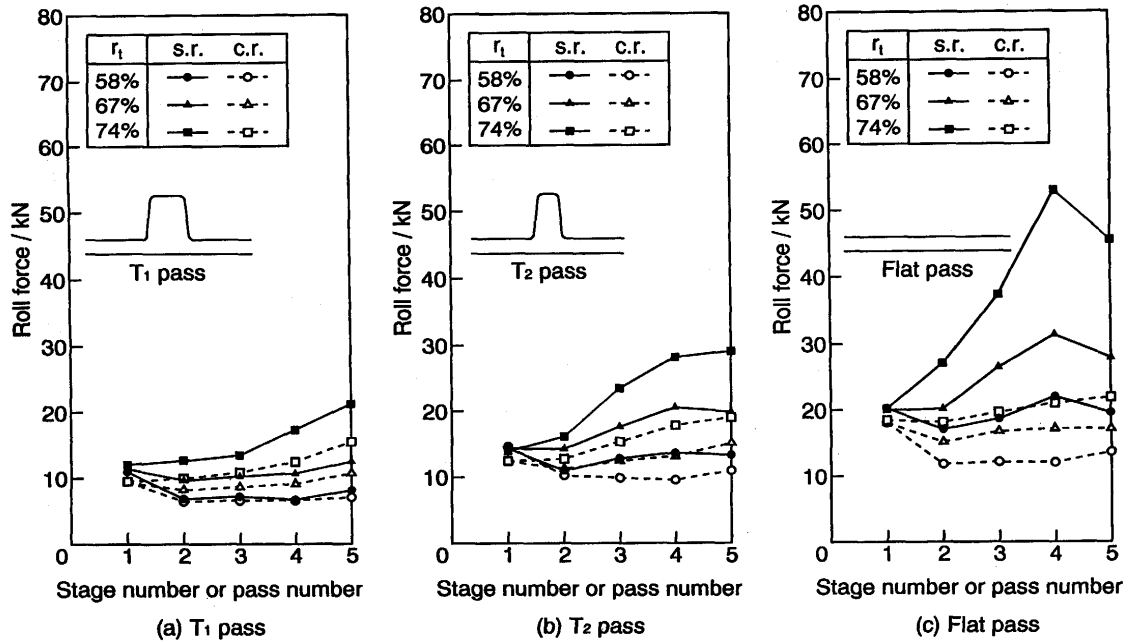 80
70
60
50
40
30
20
10
0
Roll force / kN
rt s.r. c.r.
58%
67%
74%
T1 pass
1 2 3 4 5
Stage number or pass number
(a) T1 pass
80
70
60
50
40
30
20
10
0
Roll force / kN
rt s.r. c.r.
58%
67%
74%
T2 pass
1 2 3 4 5
Stage number or pass number
(b) T2 pass
80
70
60
50
40
30
20
10
0
Roll force / kN
rt s.r. c.r.
58%
67%
74%
Flat pass
1 2 3 4 5
Stage number or pass number
(c) Flat pass